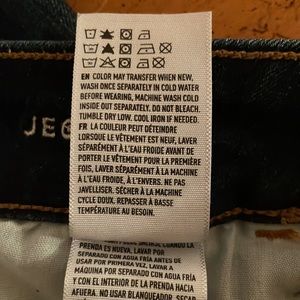 EN COLOR MAY TRANSFER WHEN NEW,
WASH ONCE SEPARATELY IN COLD WATER
BEFORE WEARING, MACHINE WASH COLD
INSIDE OUT SEPARATELY. DO NOT BLEACH.
TUMBLE DRY LOW. COOL IRON IF NEEDED.
FR LA COULEUR PEUT DÉTEINDRE
LORSQUE LE VÊTEMENT EST NEUF, LAVER
SÉPARÉMENT À L'EAU FROIDE AVANT DE
PORTER LE VÊTEMENT POUR LA PREMIÈRE
FOIS, LAVER SÉPARÉMENT À LA MACHINE
À L'EAU FROIDE, À L'ENVERS. NE PAS
JAVELLISER. SÉCHER À LA MACHINE
CYCLE DOUX. REPASSER À BASSE
TEMPÉRATURE AU BESOIN.
JEG
CUANDO LA
PRENDA ES NUEVA, LAVAR POR
SEPARADO CON AGUA FRÍA ANTES DE
USAR POR PRIMERA VEZ. LAVAR A
MÁQUINA POR SEPARADO CON AGUA FRÍA
Y CON EL INTERIOR DE LA PRENDA HACIA
AFUERA. NO USAR BLANQUEADOR. SECAR